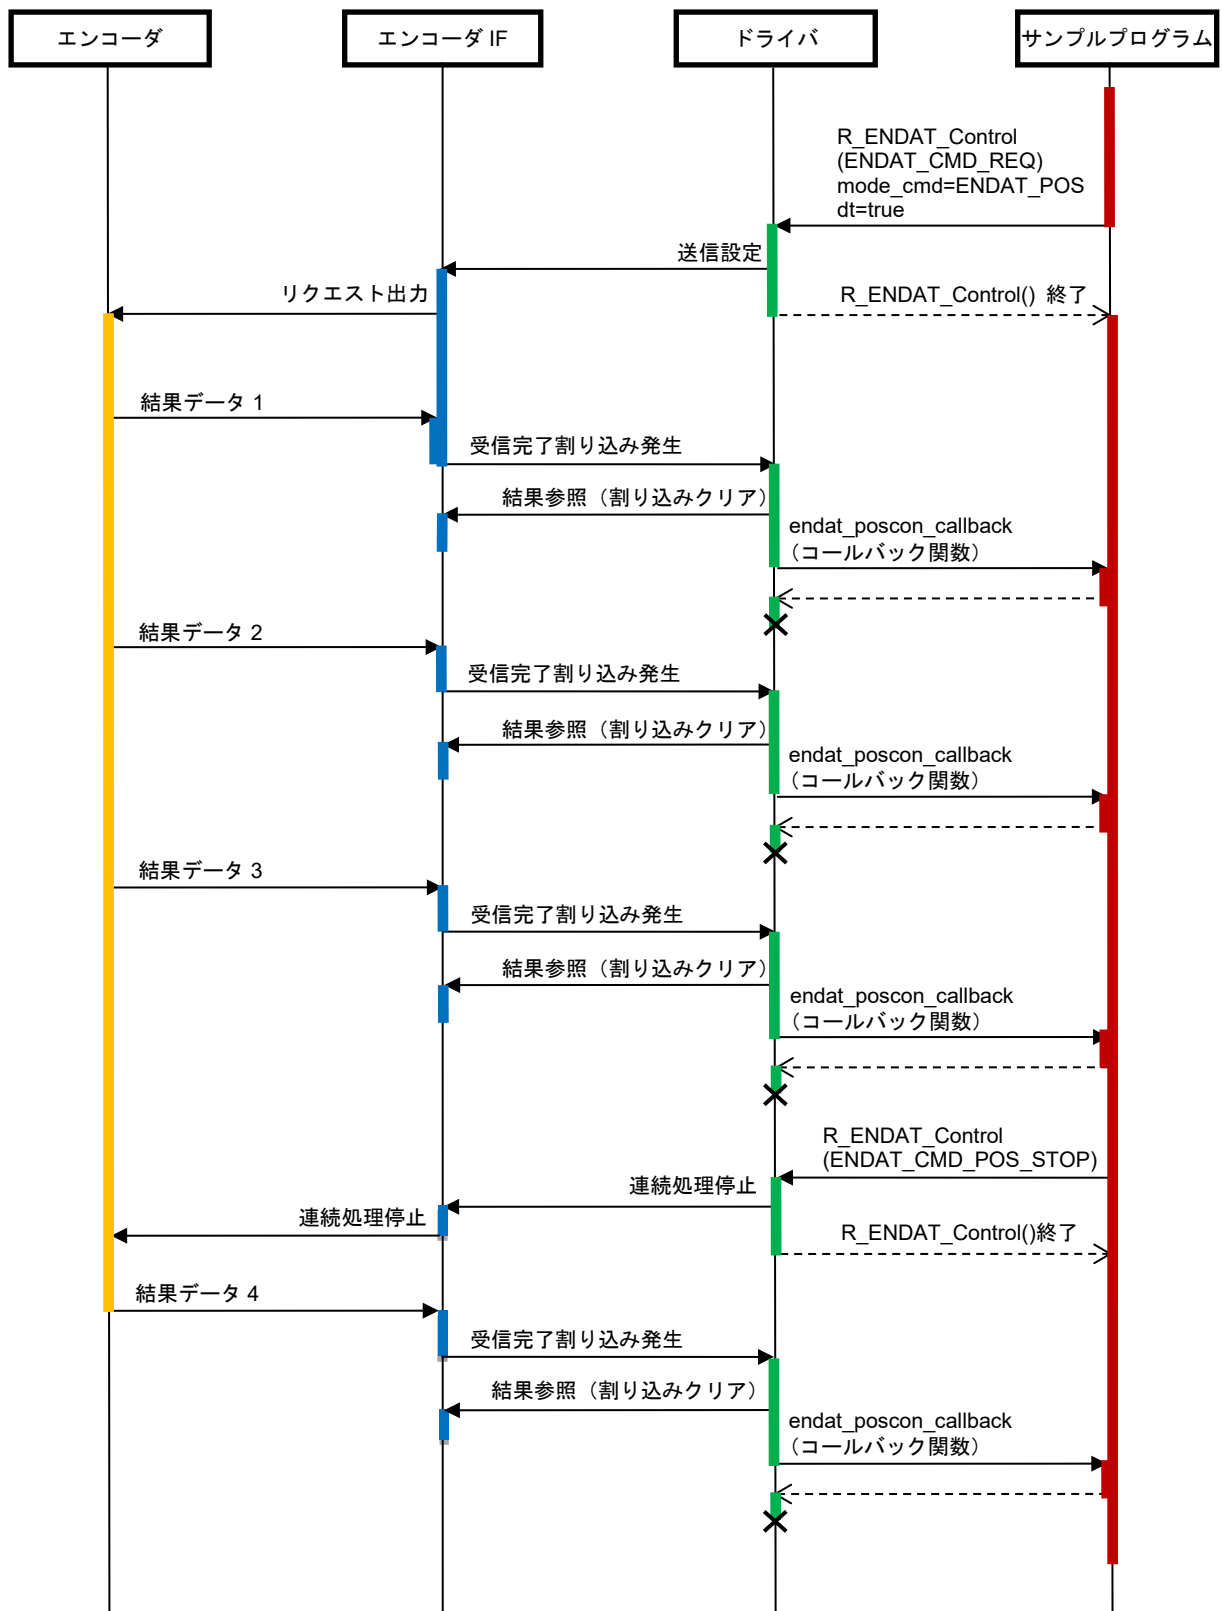 エンコーダ
エンコーダ IF
ドライバ
サンプルプログラム
R_ENDAT_Control
(ENDAT_CMD_REQ)
mode_cmd=ENDAT_POS
dt=true
送信設定
リクエスト出力
R_ENDAT_Control() 終了
結果データ 1
受信完了割り込み発生
結果参照（割り込みクリア）
endat_poscon_callback
（コールバック関数）
結果データ 2
受信完了割り込み発生
結果参照（割り込みクリア）
endat_poscon_callback
（コールバック関数）
結果データ 3
受信完了割り込み発生
結果参照（割り込みクリア）
endat_poscon_callback
（コールバック関数）
R_ENDAT_Control
(ENDAT_CMD_POS_STOP)
連続処理停止
連続処理停止
R_ENDAT_Control()終了
結果データ 4
受信完了割り込み発生
結果参照（割り込みクリア）
endat_poscon_callback
（コールバック関数）